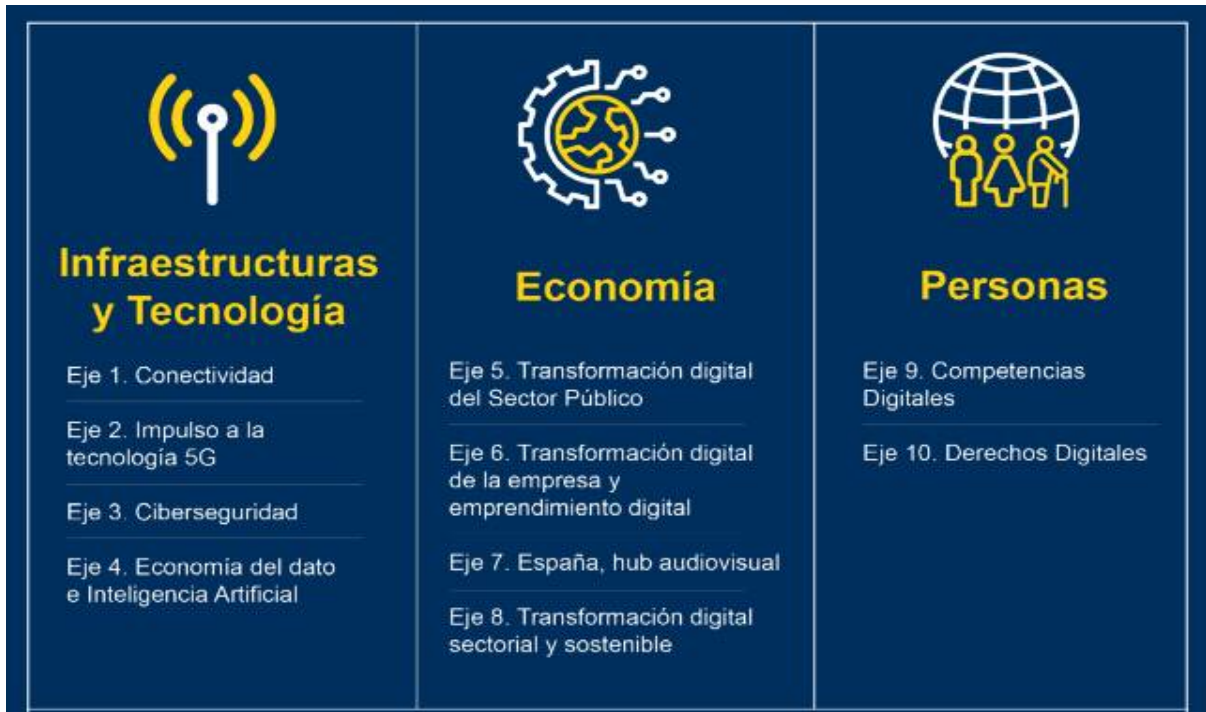 Infraestructuras
y Tecnología
Eje 1. Conectividad
Eje 2. Impulso a la
tecnología 5G
Eje 3. Ciberseguridad
Eje 4. Economía del dato
e Inteligencia Artificial
Economía
Eje 5. Transformación digital
del Sector Público
Eje 6. Transformación digital
de la empresa y
emprendimiento digital
Eje 7. España, hub audiovisual
Eje 8. Transformación digital
sectorial y sostenible
Personas
Eje 9. Competencias
Digitales
Eje 10. Derechos Digitales